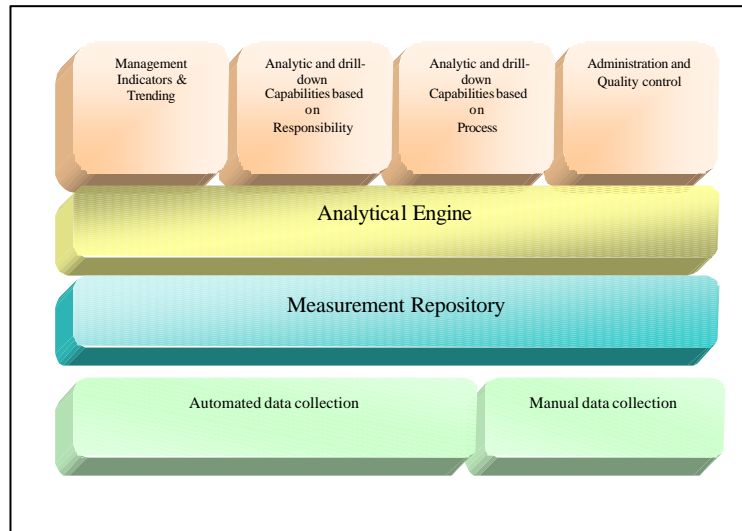 Management
Indicators &
Trending
Analytic and drill-
down
Capabilities based
on
Responsibility
Analytic and drill-
down
Capabilities based
on
Process
Administration and
Quality control
Analytical Engine
Measurement Repository
Automated data collection
Manual data collection